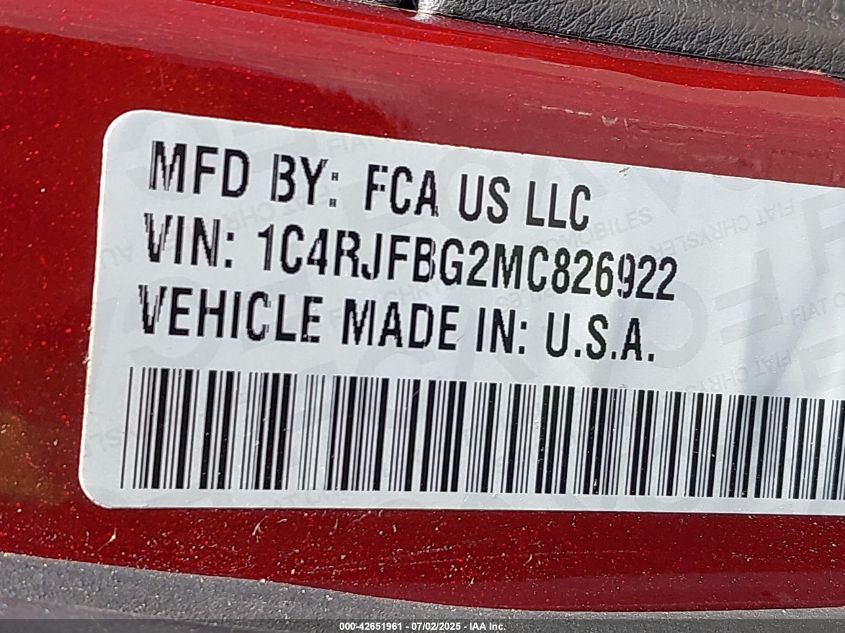 MFD BY: FCA US LLC
VIN: 1C4RJFBG2MC826922
VEHICLE MADE IN: U.S.A.
000-42651961 - 07/02/2025 - IAA Inc.